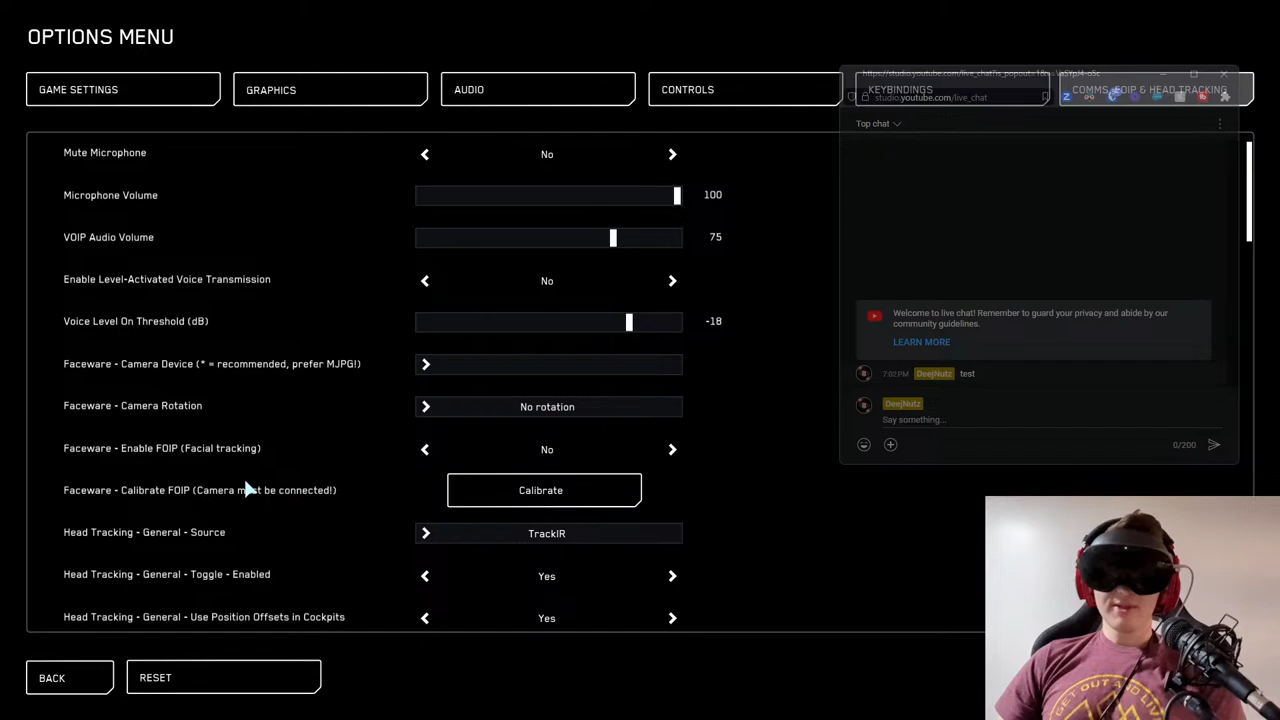 OPTIONS MENU
GAME SETTINGS
GRAPHICS
AUDIO
CONTROLS
KEYBINDINGS
COMMS, FOIP & HEAD TRACKING
Mute Microphone
No
Microphone Volume
100
VOIP Audio Volume
75
Enable Level-Activated Voice Transmission
No
Voice Level On Threshold (dB)
-18
Faceware - Camera Device (* = recommended, prefer MJPG!)
Faceware - Camera Rotation
No rotation
Faceware - Enable FOIP (Facial tracking)
No
Faceware - Calibrate FOIP (Camera must be connected!)
Calibrate
Head Tracking - General - Source
TrackIR
Head Tracking - General - Toggle - Enabled
Yes
Head Tracking - General - Use Position Offsets in Cockpits
Yes
BACK
RESET
studio.youtube.com/live_chat
Top chat
Welcome to live chat! Remember to guard your privacy and abide by our
community guidelines.
LEARN MORE
7:02 PM DeejNutz test
DeejNutz
Say something...
0/200
GET OUT AND LIVE